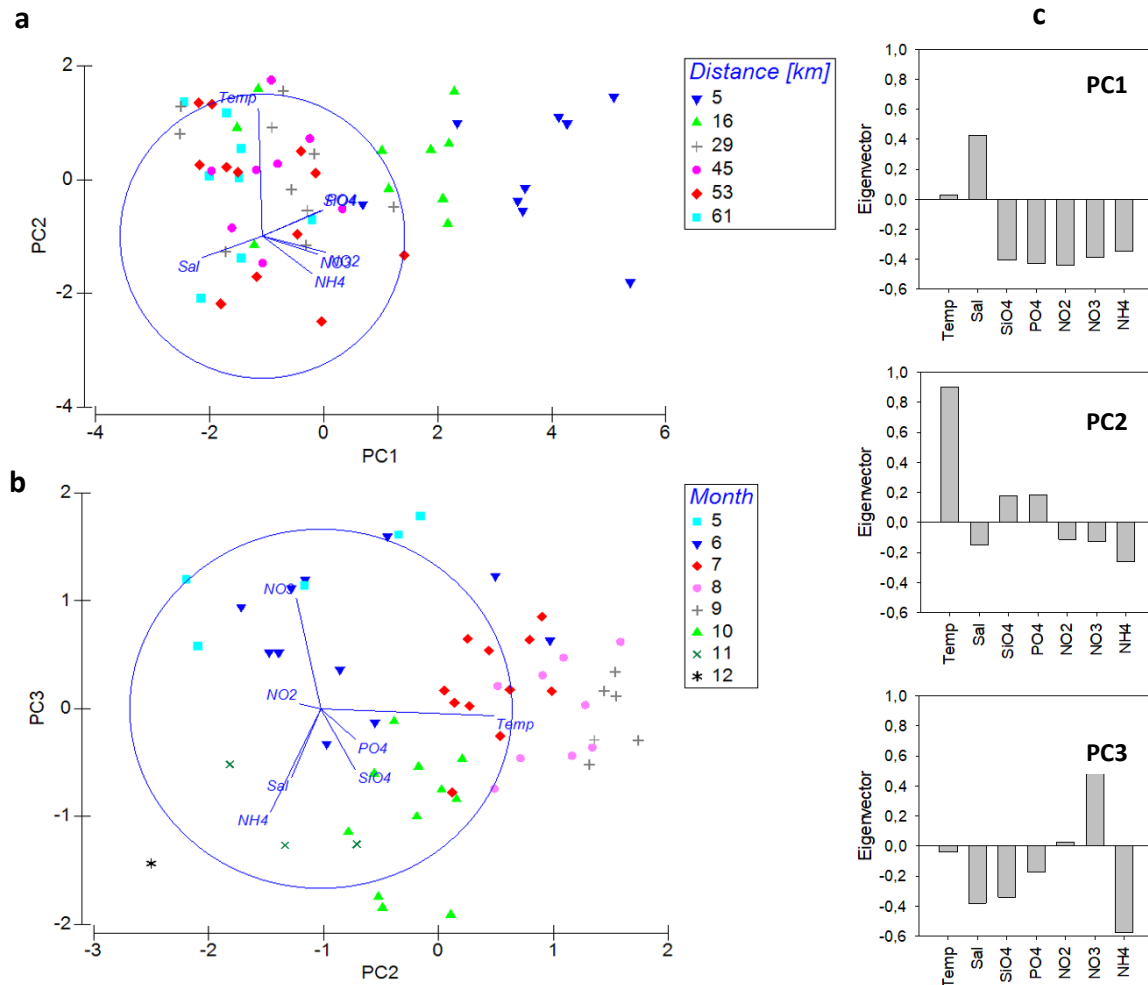 a
2
0
-2
-4
PC2
-4
-2
0
2
4
6
PC1
Temp
SiO4
Sal
NO2
NO3
NH4
Distance [km]
5
16
29
45
53
61
b
2
1
0
-1
-2
PC3
-3
-2
-1
0
1
2
PC2
NO3
NO2
Temp
PO4
SiO4
Sal
NH4
Month
5
6
7
8
9
10
11
12
c
PC1
1,0
0,8
0,6
0,4
0,2
0,0
-0,2
-0,4
-0,6
Eigenvector
Temp
Sal
SiO4
PO4
NO2
NO3
NH4
PC2
1,0
0,8
0,6
0,4
0,2
0,0
-0,2
-0,4
-0,6
Eigenvector
Temp
Sal
SiO4
PO4
NO2
NO3
NH4
PC3
1,0
0,8
0,6
0,4
0,2
0,0
-0,2
-0,4
-0,6
Eigenvector
Temp
Sal
SiO4
PO4
NO2
NO3
NH4